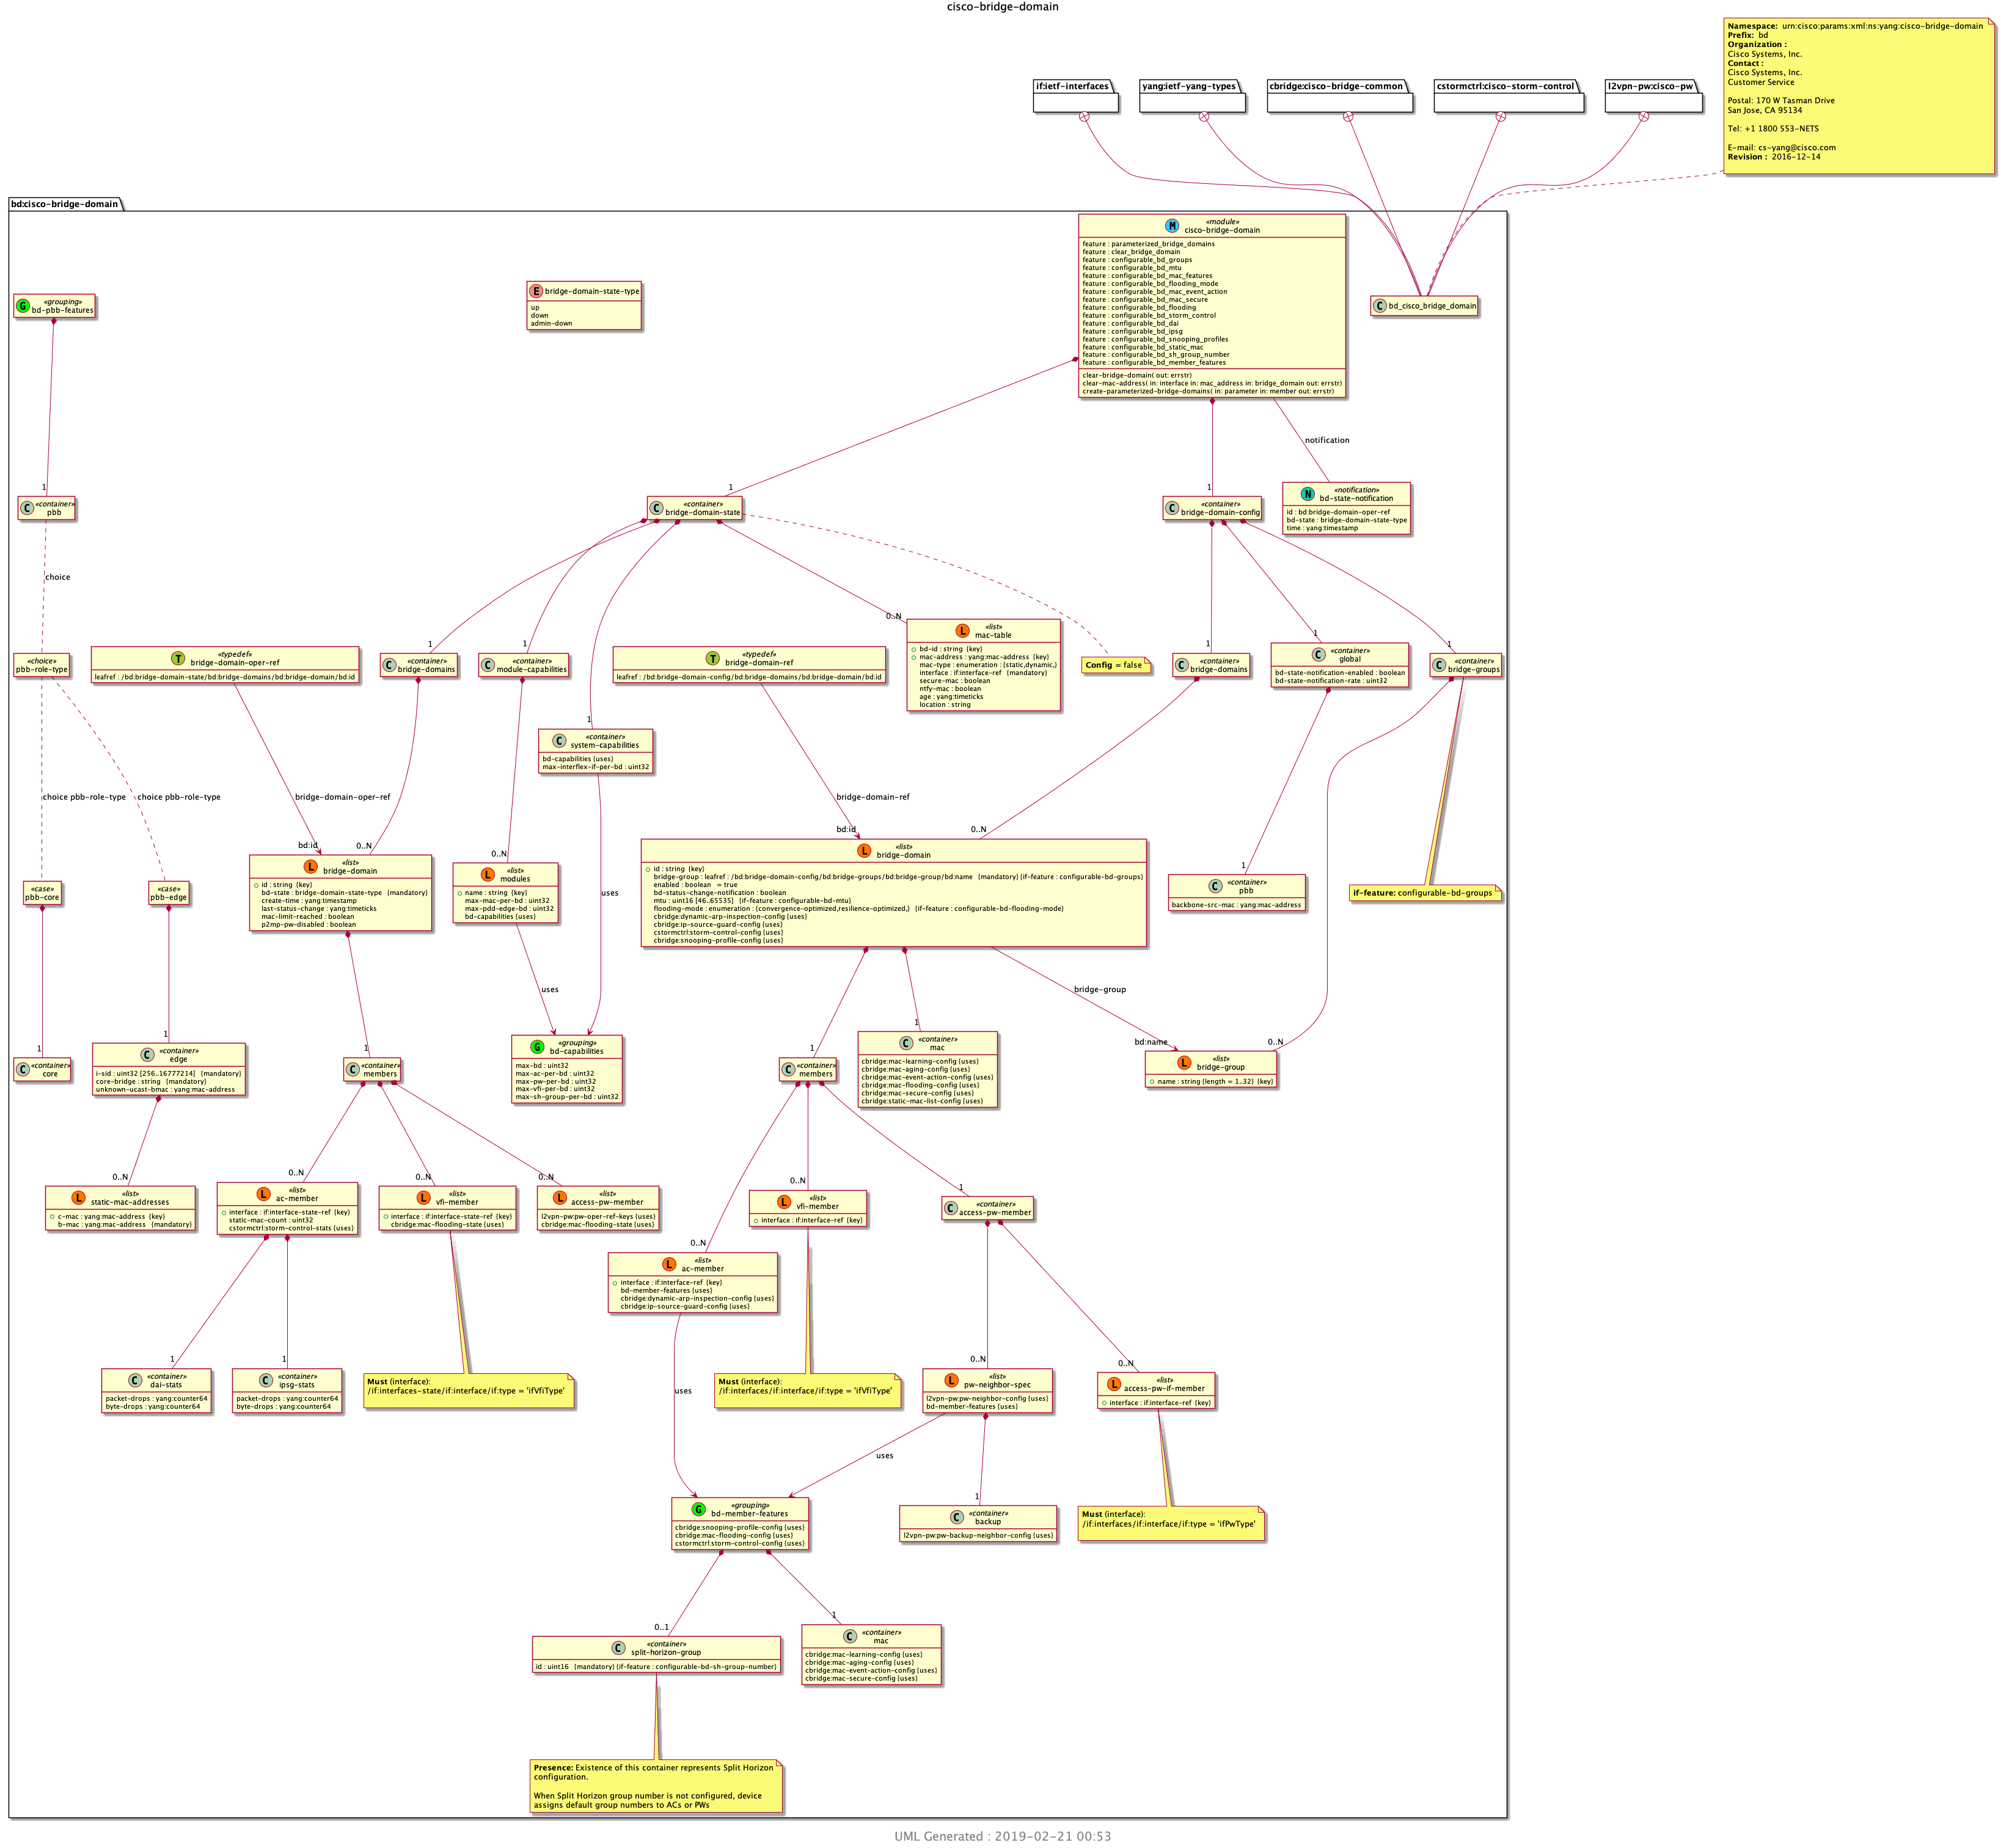 cisco-bridge-domain
Namespace: urn:cisco:params:xml:ns:yang:cisco-bridge-domain
Prefix: bd
Organization :
Cisco Systems, Inc.
Contact :
Cisco Systems, Inc.
Customer Service
Postal: 170 W Tasman Drive
San Jose, CA 95134
Tel: +1 1800 553-NETS
E-mail: cs-yang@cisco.com
Revision : 2016-12-14
if:ietf-interfaces
yang:ietf-yang-types
cbridge:cisco-bridge-common
cstormctrl:cisco-storm-control
l2vpn-pw:cisco-pw
bd:cisco-bridge-domain
M
«module»
cisco-bridge-domain
feature : parameterized_bridge_domains
feature : clear_bridge_domain
feature : configurable_bd_groups
feature : configurable_bd_mtu
feature : configurable_bd_mac_features
feature : configurable_bd_flooding_mode
feature : configurable_bd_mac_event_action
feature : configurable_bd_mac_secure
feature : configurable_bd_flooding
feature : configurable_bd_storm_control
feature : configurable_bd_dai
feature : configurable_bd_ipsg
feature : configurable_bd_snooping_profiles
feature : configurable_bd_static_mac
feature : configurable_bd_sh_group_number
feature : configurable_bd_member_features
clear-bridge-domain( out: errstr)
clear-mac-address( in: interface in: mac_address in: bridge_domain out: errstr)
create-parameterized-bridge-domains( in: parameter in: member out: errstr)
C bd_cisco_bridge_domain
G «grouping»
bd-pbb-features
E bridge-domain-state-type
up
down
admin-down
notification
1
1
1
C «container»
pbb
C «container»
bridge-domain-state
C «container»
bridge-domain-config
N «notification»
bd-state-notification
id : bd:bridge-domain-oper-ref
bd-state : bridge-domain-state-type
time : yang:timestamp
choice
«choice»
pbb-role-type
T «typedef»
bridge-domain-oper-ref
leafref : /bd:bridge-domain-state/bd:bridge-domains/bd:bridge-domain/bd:id
1
C «container»
bridge-domains
1
C «container»
module-capabilities
T «typedef»
bridge-domain-ref
leafref : /bd:bridge-domain-config/bd:bridge-domains/bd:bridge-domain/bd:id
0..N
L «list»
mac-table
bd-id : string {key}
mac-address : yang:mac-address {key}
mac-type : enumeration : {static,dynamic,}
interface : if:interface-ref {mandatory}
secure-mac : boolean
ntfy-mac : boolean
age : yang:timeticks
location : string
Config = false
1
C «container»
bridge-domains
1
C «container»
global
bd-state-notification-enabled : boolean
bd-state-notification-rate : uint32
1
C «container»
bridge-groups
1
C «container»
system-capabilities
bd-capabilities {uses}
max-interflex-if-per-bd : uint32
choice pbb-role-type
choice pbb-role-type
bridge-domain-oper-ref
bridge-domain-ref
bd:id
0..N
0..N
uses
bd:id
0..N
«case»
pbb-core
«case»
pbb-edge
L «list»
bridge-domain
id : string {key}
bd-state : bridge-domain-state-type {mandatory}
create-time : yang:timestamp
last-status-change : yang:timeticks
mac-limit-reached : boolean
p2mp-pw-disabled : boolean
L «list»
modules
name : string {key}
max-mac-per-bd : uint32
max-pdd-edge-bd : uint32
bd-capabilities {uses}
L «list»
bridge-domain
id : string {key}
bridge-group : leafref : /bd:bridge-domain-config/bd:bridge-groups/bd:bridge-group/bd:name {mandatory} {if-feature : configurable-bd-groups}
enabled : boolean = true
bd-status-change-notification : boolean
mtu : uint16 [46..65535] {if-feature : configurable-bd-mtu}
flooding-mode : enumeration : {convergence-optimized,resilience-optimized,} {if-feature : configurable-bd-flooding-mode}
cbridge:dynamic-arp-inspection-config {uses}
cbridge:ip-source-guard-config {uses}
cstormctrl:storm-control-config {uses}
cbridge:snooping-profile-config {uses}
1
C «container»
pbb
backbone-src-mac : yang:mac-address
if-feature: configurable-bd-groups
uses
bridge-group
bd:name
0..N
1
C «container»
core
1
C «container»
edge
i-sid : uint32 [256..16777214] {mandatory}
core-bridge : string {mandatory}
unknown-ucast-bmac : yang:mac-address
1
C «container»
members
G «grouping»
bd-capabilities
max-bd : uint32
max-ac-per-bd : uint32
max-pw-per-bd : uint32
max-vfi-per-bd : uint32
max-sh-group-per-bd : uint32
1
C «container»
members
1
C «container»
mac
cbridge:mac-learning-config {uses}
cbridge:mac-aging-config {uses}
cbridge:mac-event-action-config {uses}
cbridge:mac-flooding-config {uses}
cbridge:mac-secure-config {uses}
cbridge:static-mac-list-config {uses}
L «list»
bridge-group
name : string {length = 1..32} {key}
0..N
L «list»
static-mac-addresses
c-mac : yang:mac-address {key}
b-mac : yang:mac-address {mandatory}
0..N
L «list»
ac-member
interface : if:interface-state-ref {key}
static-mac-count : uint32
cstormctrl:storm-control-stats {uses}
0..N
L «list»
vfi-member
interface : if:interface-state-ref {key}
cbridge:mac-flooding-state {uses}
0..N
L «list»
access-pw-member
l2vpn-pw:pw-oper-ref-keys {uses}
cbridge:mac-flooding-state {uses}
0..N
L «list»
vfi-member
interface : if:interface-ref {key}
1
C «container»
access-pw-member
0..N
L «list»
ac-member
interface : if:interface-ref {key}
bd-member-features {uses}
cbridge:dynamic-arp-inspection-config {uses}
cbridge:ip-source-guard-config {uses}
1
C «container»
dai-stats
packet-drops : yang:counter64
byte-drops : yang:counter64
1
C «container»
ipsg-stats
packet-drops : yang:counter64
byte-drops : yang:counter64
Must (interface):
/if:interfaces-state/if:interface/if:type = 'ifVfiType'
uses
Must (interface):
/if:interfaces/if:interface/if:type = 'ifVfiType'
0..N
L «list»
pw-neighbor-spec
l2vpn-pw:pw-neighbor-config {uses}
bd-member-features {uses}
0..N
L «list»
access-pw-if-member
interface : if:interface-ref {key}
uses
G «grouping»
bd-member-features
cbridge:snooping-profile-config {uses}
cbridge:mac-flooding-config {uses}
cstormctrl:storm-control-config {uses}
1
C «container»
backup
l2vpn-pw:pw-backup-neighbor-config {uses}
Must (interface):
/if:interfaces/if:interface/if:type = 'ifPwType'
0..1
C «container»
split-horizon-group
id : uint16 {mandatory} {if-feature : configurable-bd-sh-group-number}
1
C «container»
mac
cbridge:mac-learning-config {uses}
cbridge:mac-aging-config {uses}
cbridge:mac-event-action-config {uses}
cbridge:mac-secure-config {uses}
Presence: Existence of this container represents Split Horizon
configuration.
When Split Horizon group number is not configured, device
assigns default group numbers to ACs or PWs
UML Generated : 2019-02-21 00:53